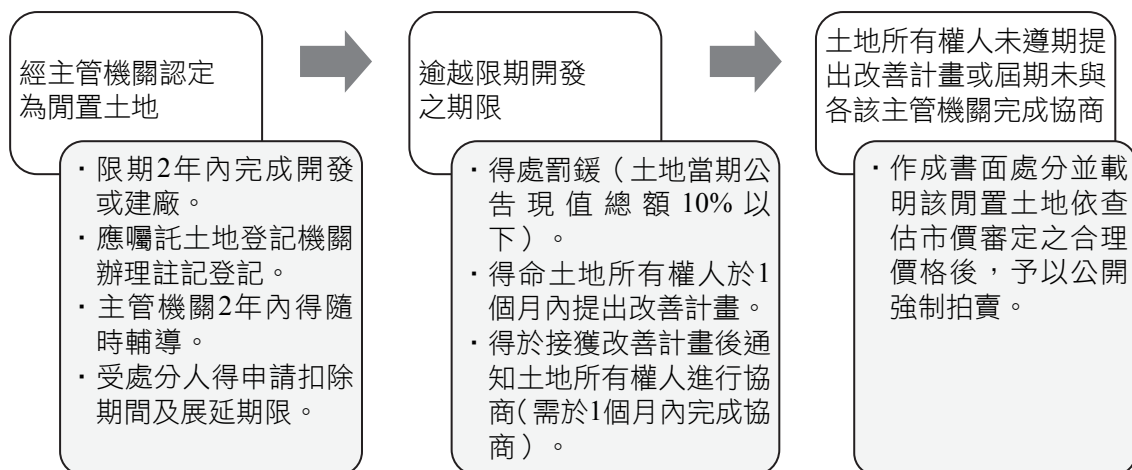 經主管機關認定
為閒置土地
・限期2年內完成開發
或建廠。
・應囑託土地登記機關
辦理註記登記。
・主管機關2年內得隨
時輔導。
・受處分人得申請扣除
期間及展延期限。
逾越限期開發
之期限
・得處罰鍰（土地當期公
告現值總額10%以
下）。
・得命土地所有權人於1
個月內提出改善計畫。
・得於接獲改善計畫後通
知土地所有權人進行協
商(需於1個月內完成協
商）。
土地所有權人未遵期提
出改善計畫或屆期未與
各該主管機關完成協商
・作成書面處分並載
明該閒置土地依查
估市價審定之合理
價格後，予以公開
強制拍賣。